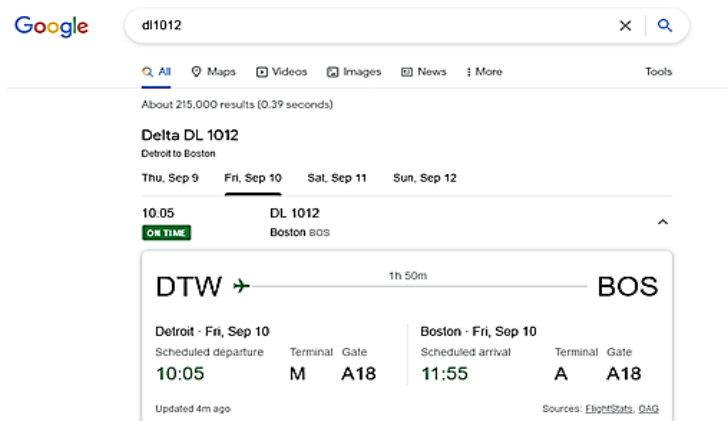 Google
dl1012
All Maps Videos Images News More Tools
About 215,000 results (0.39 seconds)
Delta DL 1012
Detroit to Boston
Thu, Sep 9 Fri, Sep 10 Sat, Sep 11 Sun, Sep 12
10.05 DL 1012
ON TIME Boston BOS
1h 50m
DTW BOS
Detroit · Fri, Sep 10 Boston · Fri, Sep 10
Scheduled departure Terminal Gate Scheduled arrival Terminal Gate
10:05 M A18 11:55 A A18
Updated 4m ago Sources: FlightStats, OAG